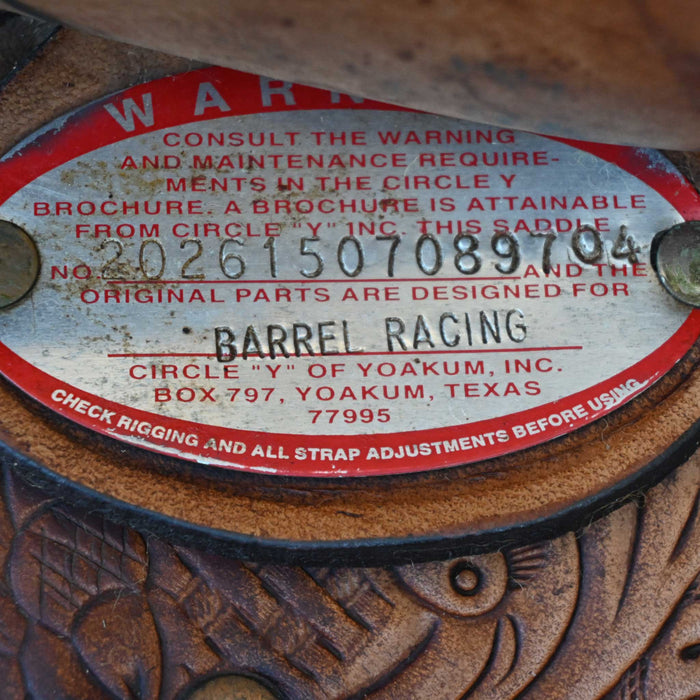 WARN
CONSULT THE WARNING
AND MAINTENANCE REQUIRE-
MENTS IN THE CIRCLE Y
BROCHURE. A BROCHURE IS ATTAINABLE
FROM CIRCLE "Y" INC. THIS SADDLE
NO. 20261507089704 AND THE
ORIGINAL PARTS ARE DESIGNED FOR
BARREL RACING
CIRCLE "Y" OF YOAKUM, INC.
BOX 797, YOAKUM, TEXAS
77995
CHECK RIGGING AND ALL STRAP ADJUSTMENTS BEFORE USING